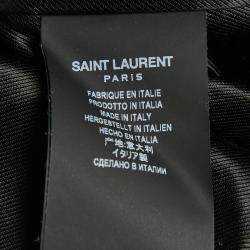 SAINT LAURENT
PARIS
FABRIQUE EN ITALIE
PRODOTTO IN ITALIA
MADE IN ITALY
HERGESTELLT IN ITALIEN
HECHO EN ITALIA
产地:意大利
イタリア製
СДЕЛАНО В ИТАЛИИ